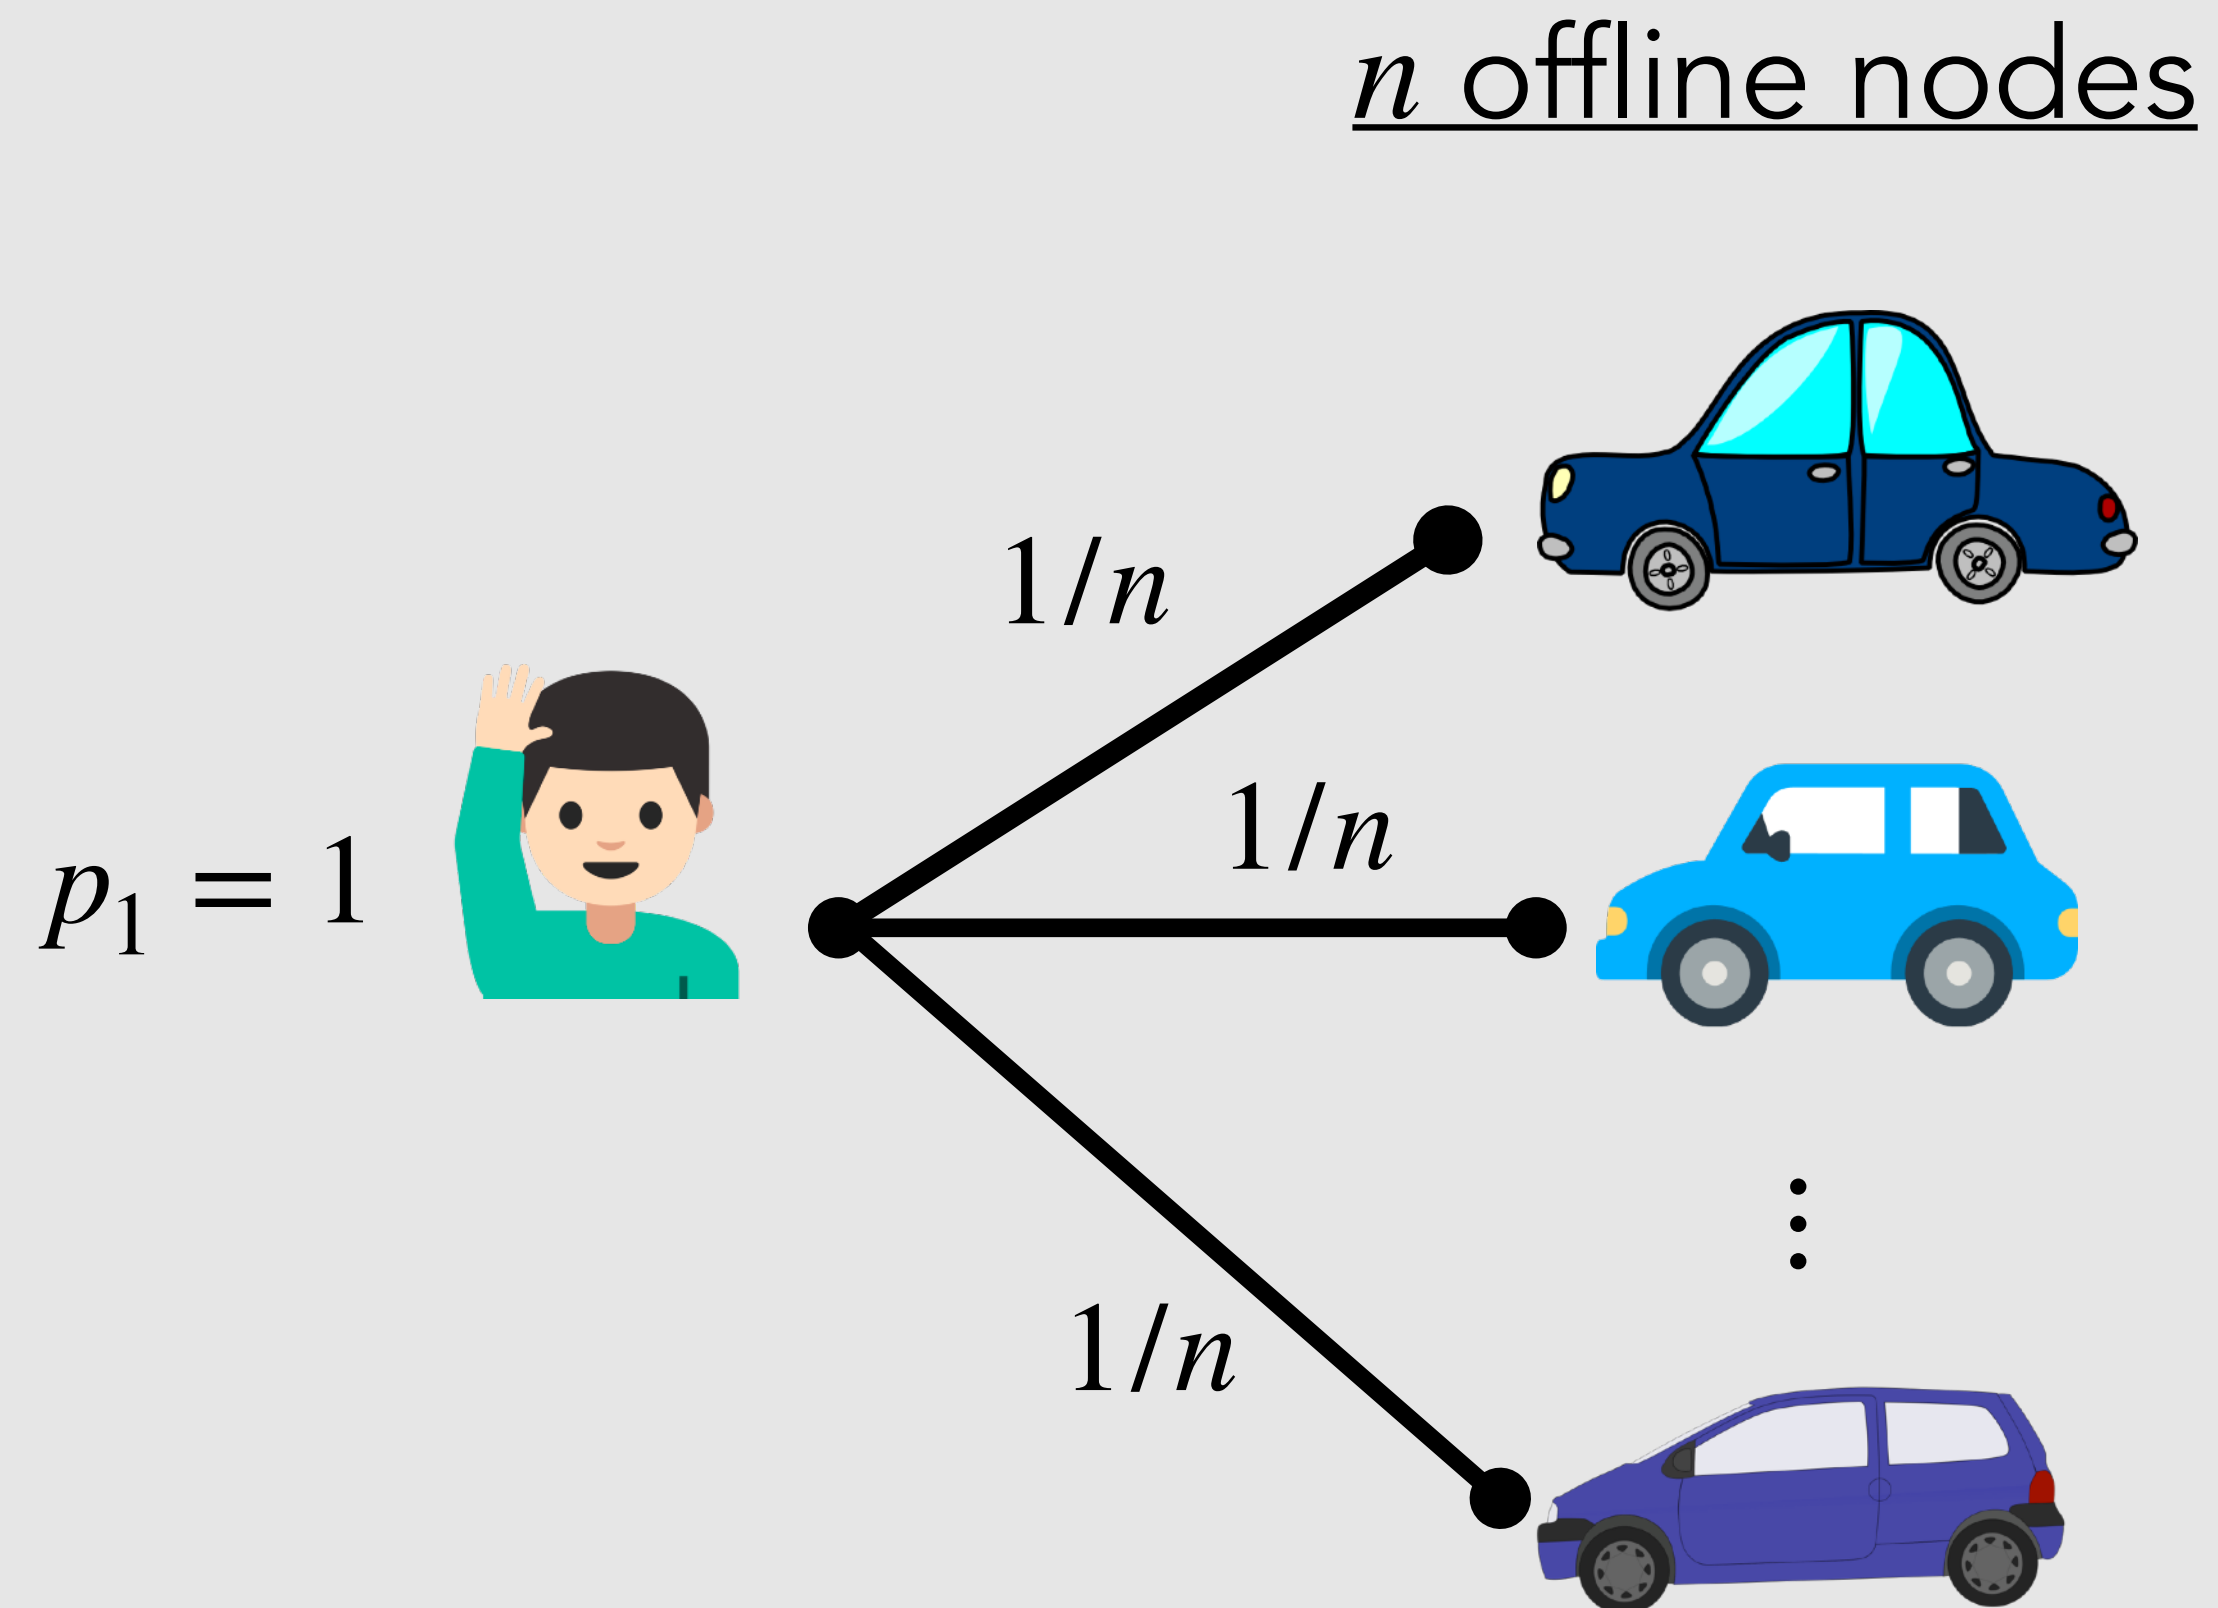 n offline nodes
1/n
1/n
p₁ = 1
⋮
1/n